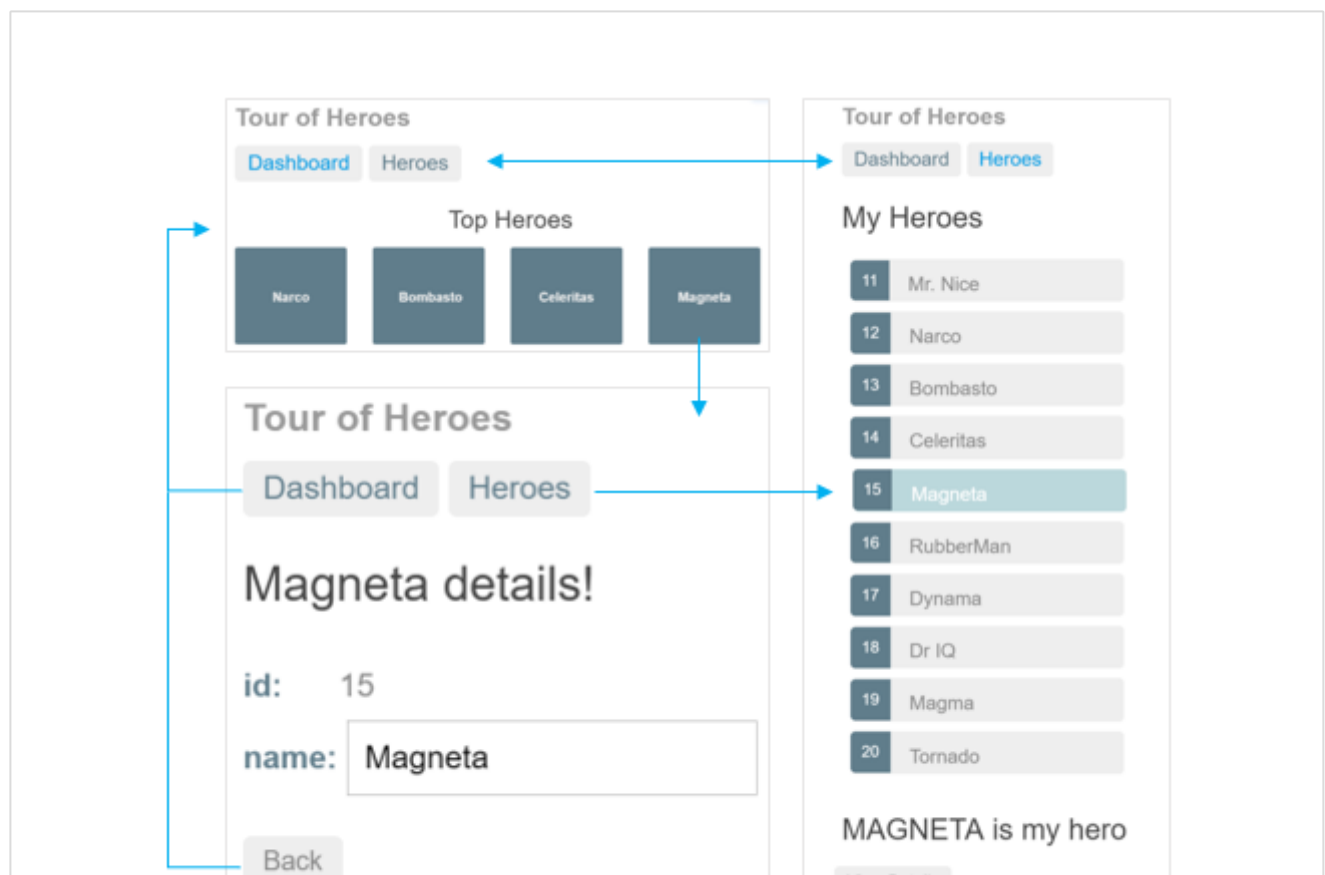 Tour of Heroes
Dashboard Heroes
Top Heroes
Narco Bombasto Celeritas Magneta
Tour of Heroes
Dashboard Heroes
Magneta details!
id: 15
name: Magneta
Back
Tour of Heroes
Dashboard Heroes
My Heroes
11 Mr. Nice
12 Narco
13 Bombasto
14 Celeritas
15 Magneta
16 RubberMan
17 Dynama
18 Dr IQ
19 Magma
20 Tornado
MAGNETA is my hero